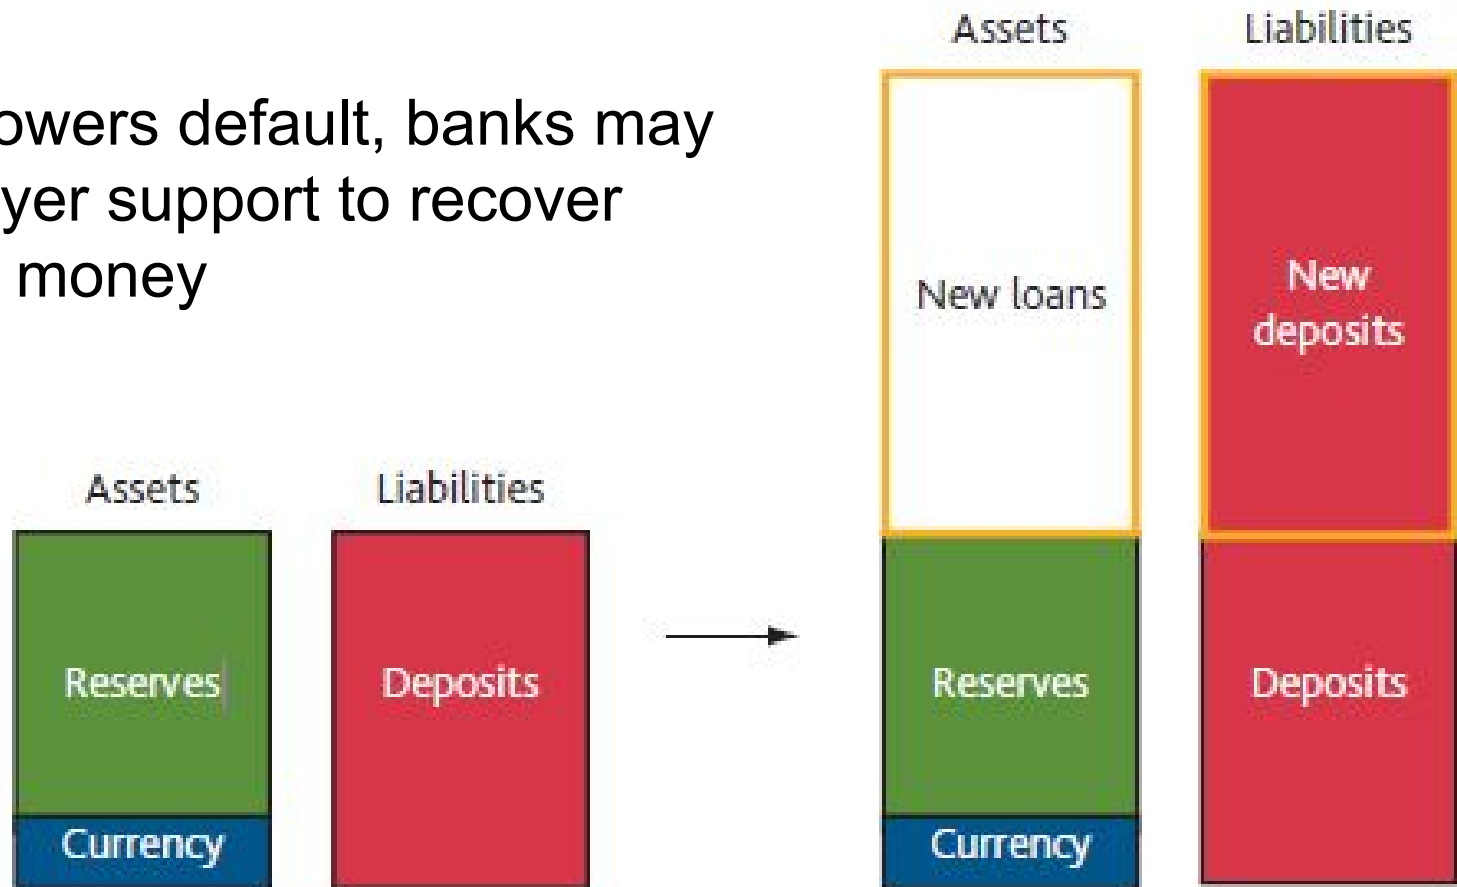 owers default, banks may
yer support to recover
money
Assets Liabilities
New loans
New
deposits
Assets Liabilities
Reserves
Deposits
Currency
Reserves
Deposits
Currency